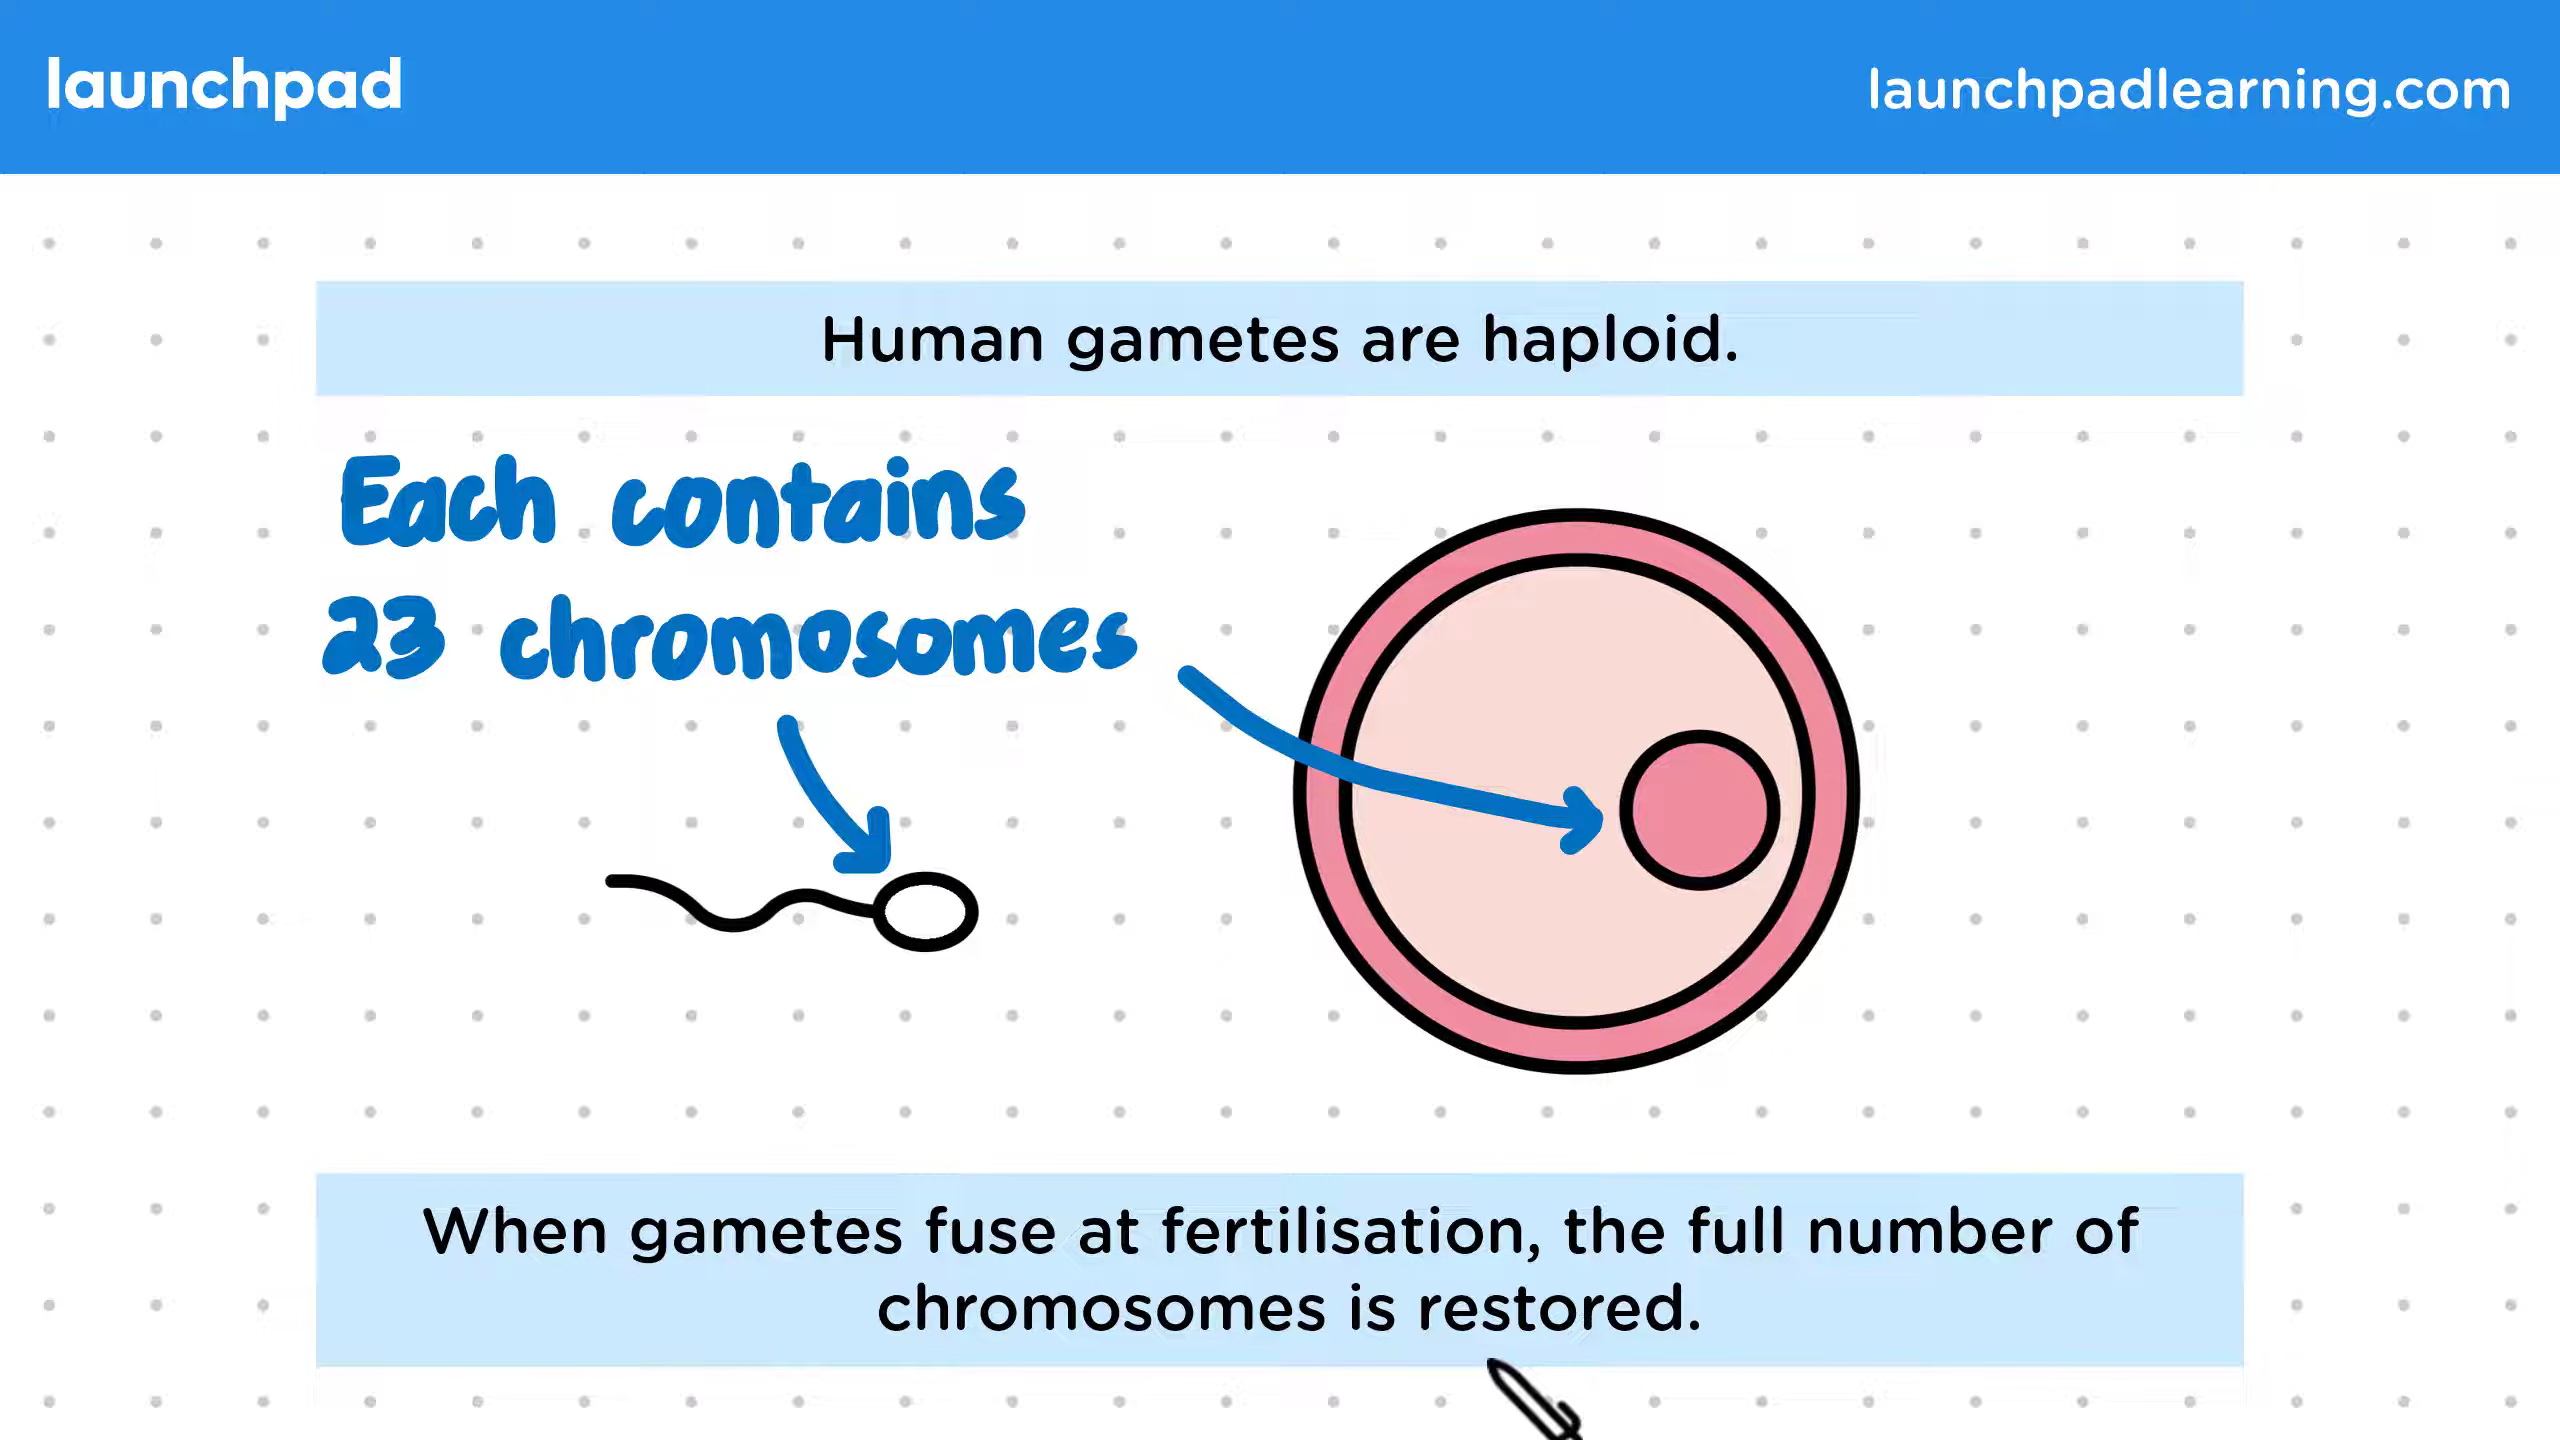 launchpad
launchpadlearning.com
Human gametes are haploid.
Each contains
23 chromosomes
When gametes fuse at fertilisation, the full number of
chromosomes is restored.